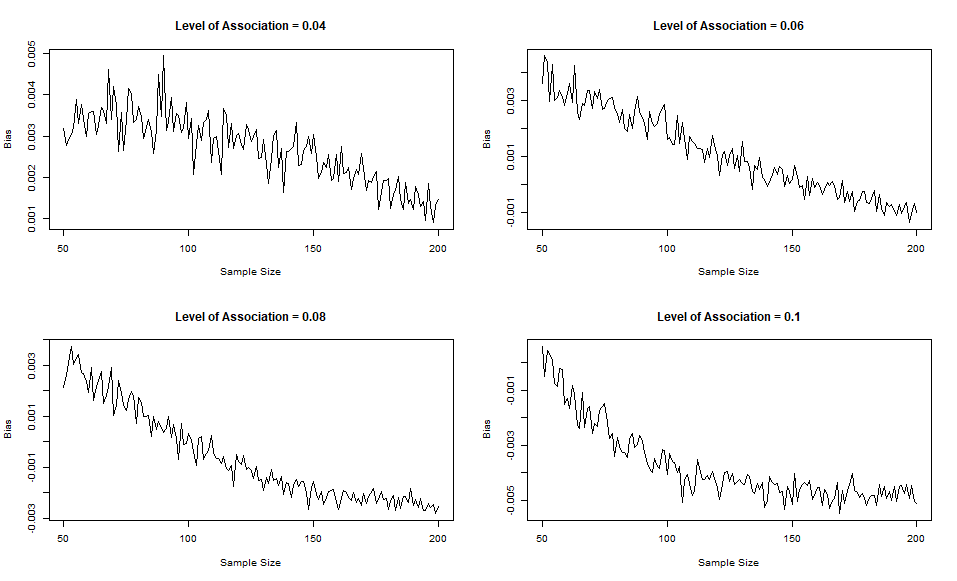 Level of Association = 0.04
Bias
0.005
0.004
0.003
0.002
0.001
50 100 150 200
Sample Size
Level of Association = 0.06
Bias
0.003
0.001
-0.001
50 100 150 200
Sample Size
Level of Association = 0.08
Bias
0.003
0.001
-0.001
-0.003
50 100 150 200
Sample Size
Level of Association = 0.1
Bias
-0.001
-0.003
-0.005
50 100 150 200
Sample Size